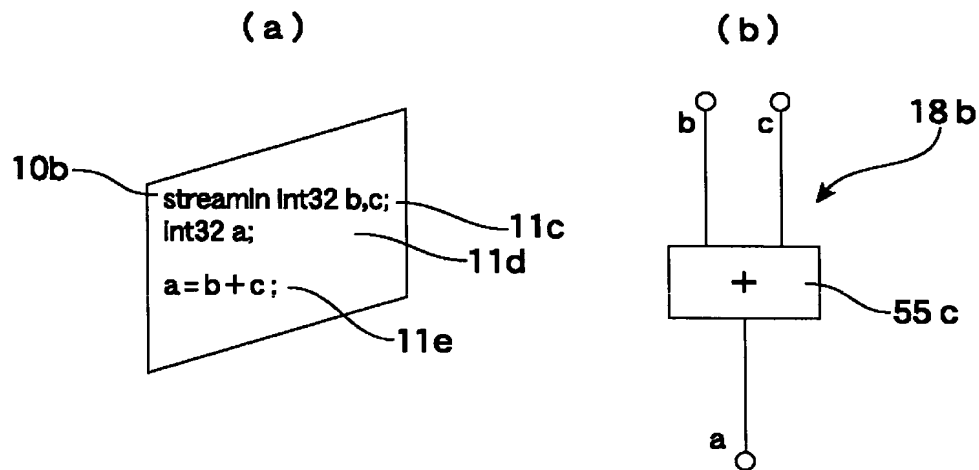 (a)
(b)
10b
streamin int32 b,c;
11c
int32 a;
11d
a=b+c;
11e
b
c
18b
+
55c
a